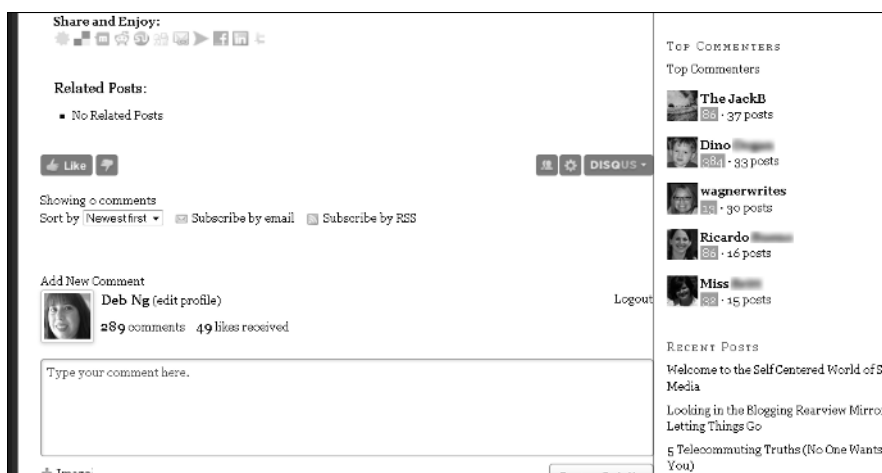 Share and Enjoy:
Related Posts:
No Related Posts
Like
DISQUS
Showing 0 comments
Sort by Newest first Subscribe by email Subscribe by RSS
Add New Comment
Deb Ng (edit profile) Logout
289 comments 49 likes received
Type your comment here.
Image
TOP COMMENTERS
Top Commenters
The JackB
86 · 37 posts
Dino
384 · 33 posts
wagnerwrites
· 30 posts
Ricardo
86 · 16 posts
Miss
32 · 15 posts
RECENT POSTS
Welcome to the Self Centered World of S
Media
Looking in the Blogging Rearview Mirro
Letting Things Go
5 Telecommuting Truths (No One Wants
You)